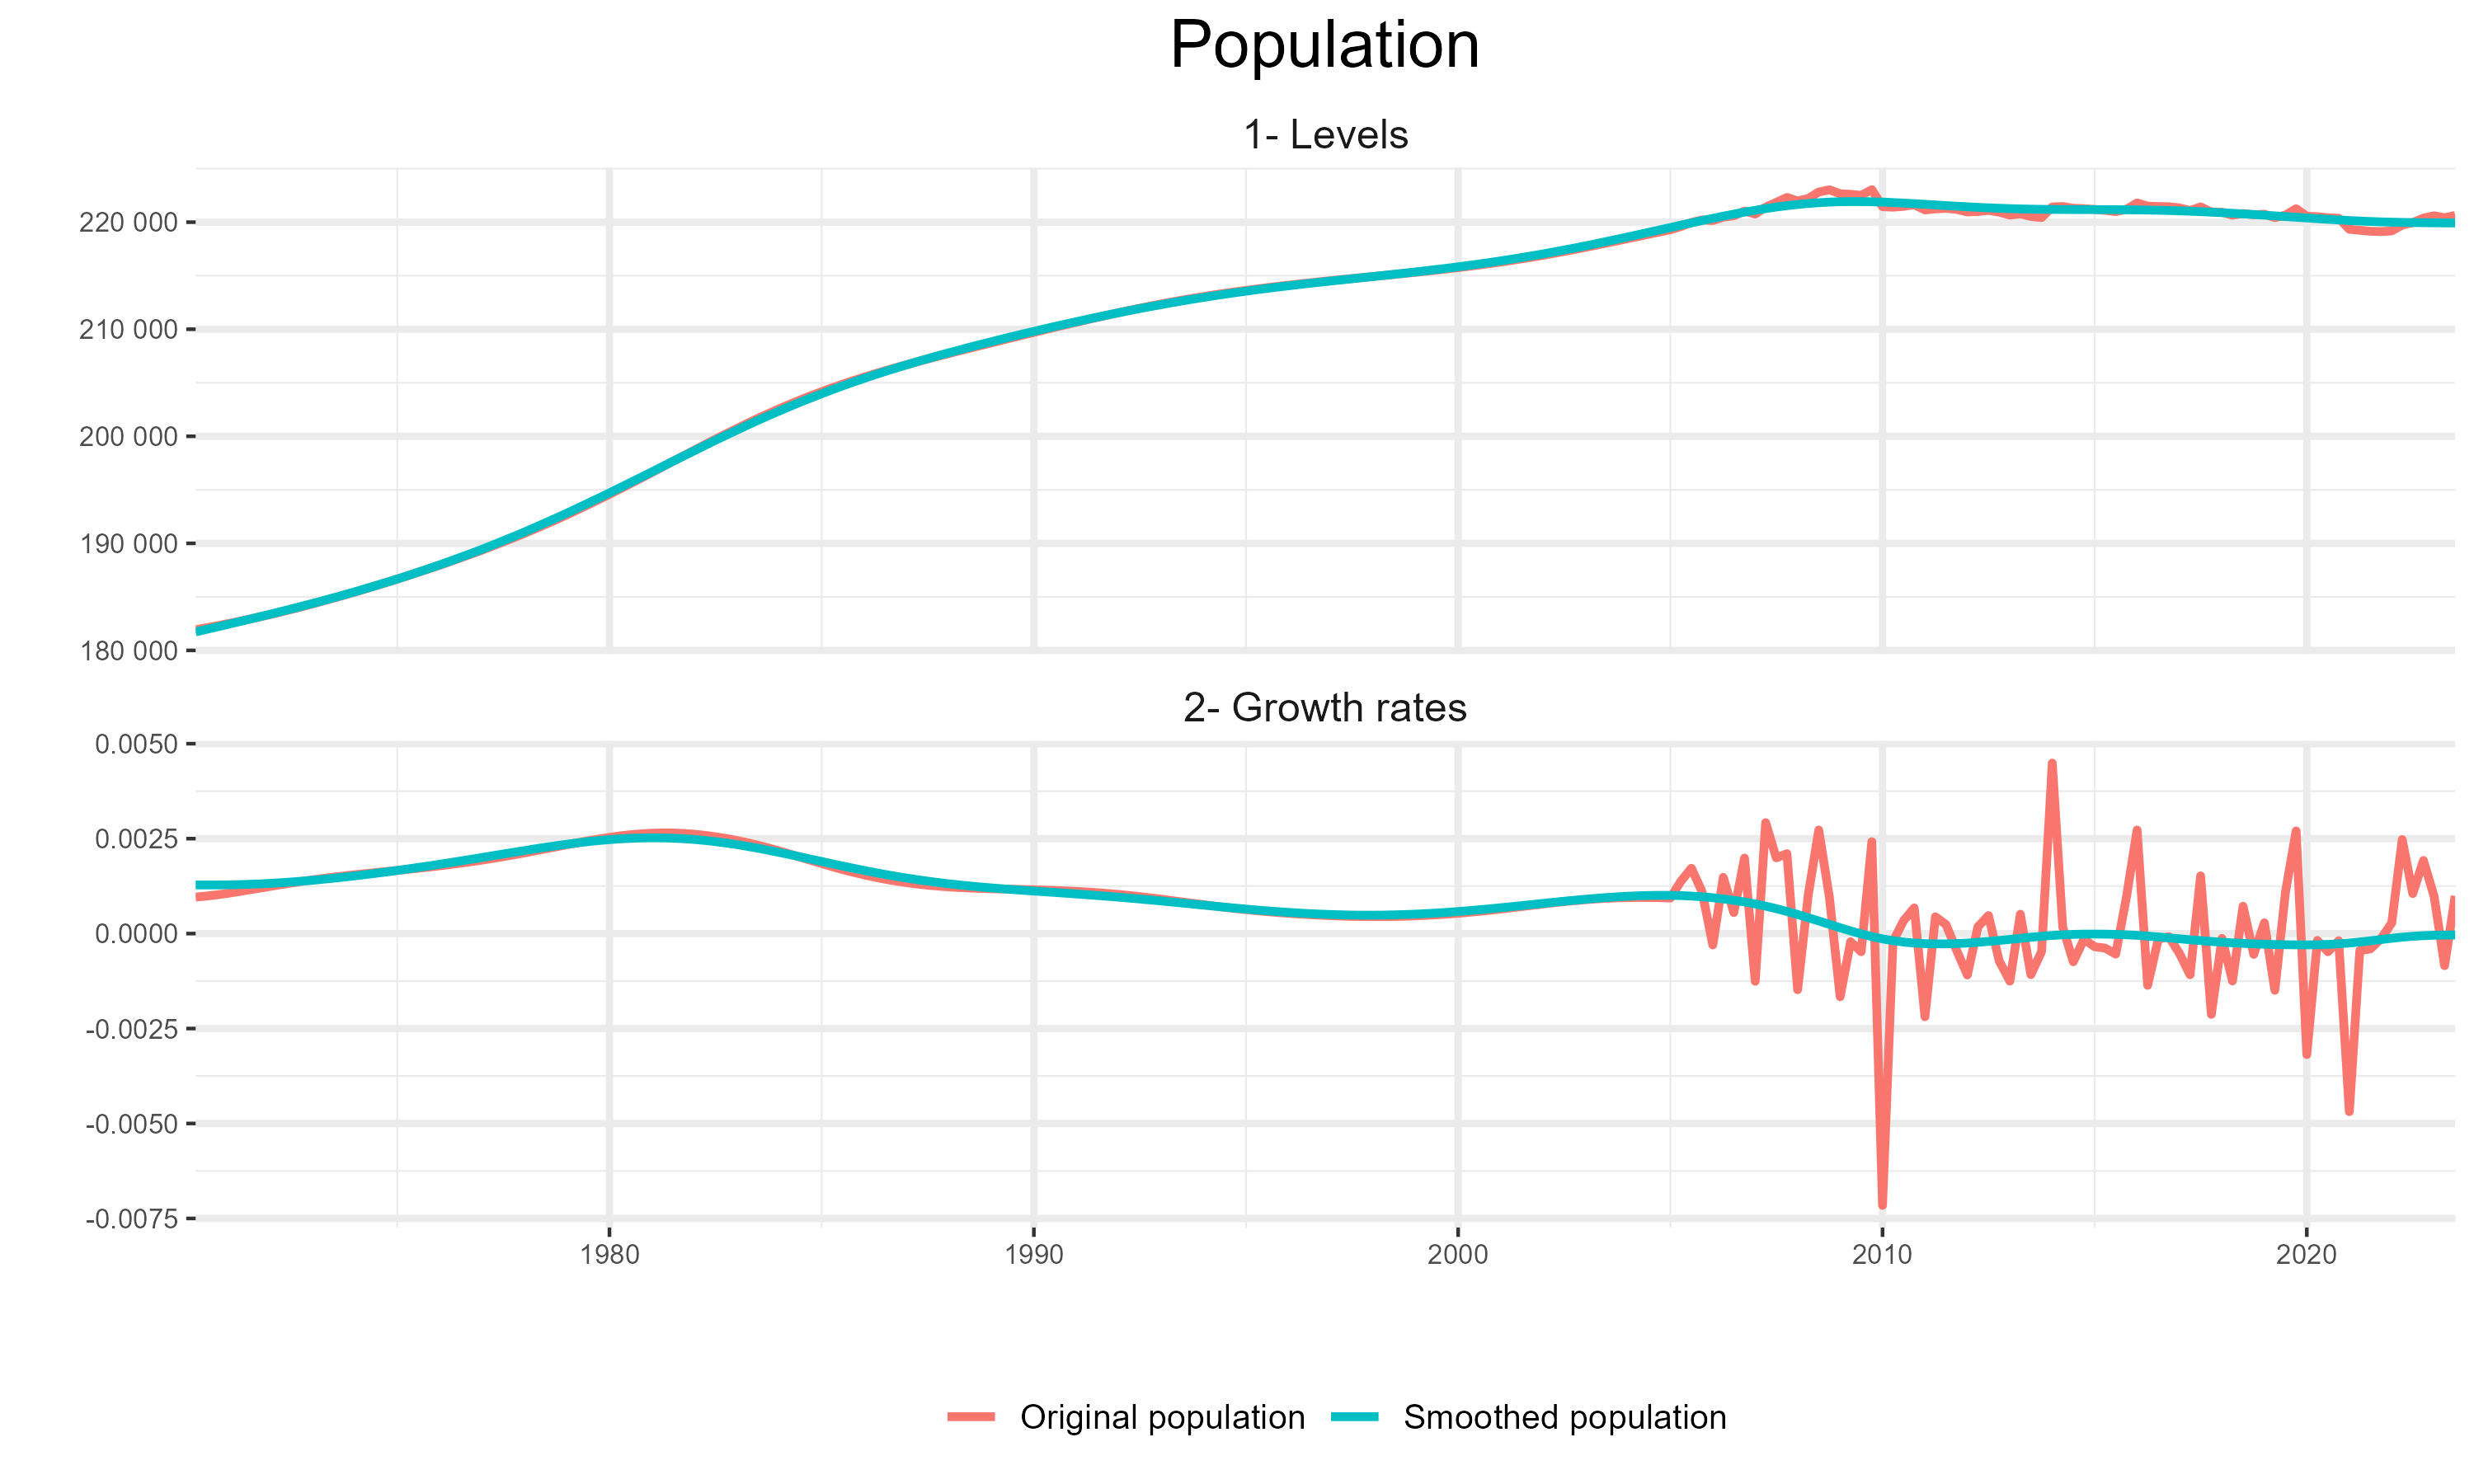 Population
1- Levels
220 000
210 000
200 000
190 000
180 000
2- Growth rates
0.0050
0.0025
0.0000
-0.0025
-0.0050
-0.0075
1980 1990 2000 2010 2020
Original population Smoothed population